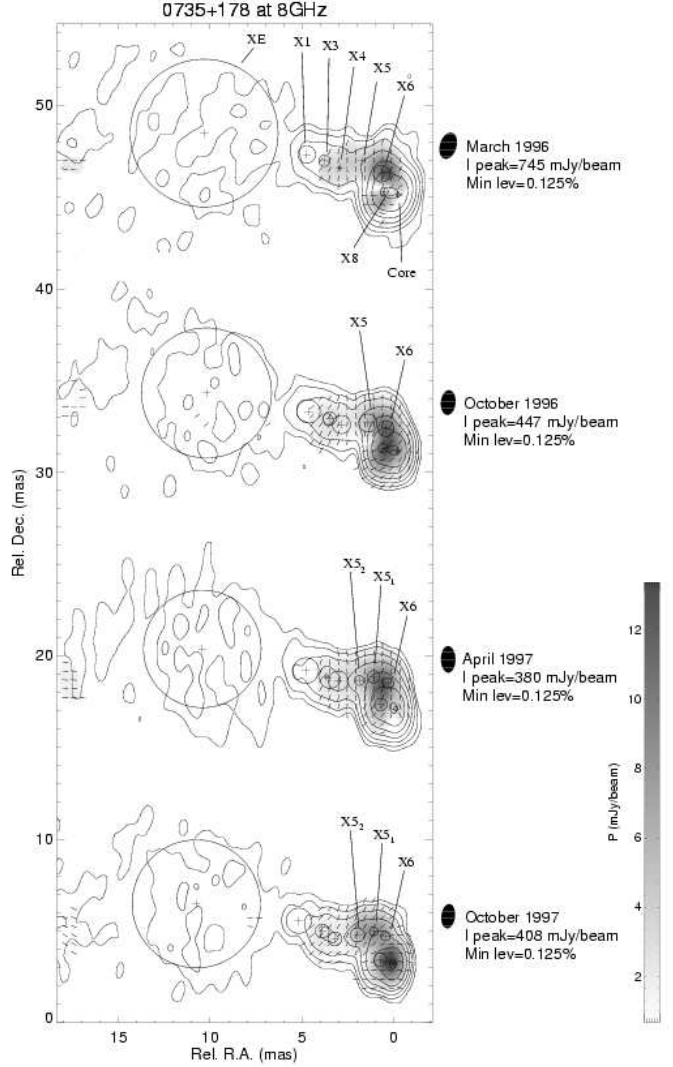 0735+178 at 8GHz
XE X1 X3 X4 X5 X6
50
March 1996
I peak=745 mJy/beam
Min lev=0.125%
X8
Core
40
X5
X6
October 1996
I peak=447 mJy/beam
Min lev=0.125%
30
Rel. Dec. (mas)
X5₂
X5₁
X6
20
April 1997
I peak=380 mJy/beam
Min lev=0.125%
12
10
8
6
4
2
P (mJy/beam)
10
X5₂
X5₁
X6
October 1997
I peak=408 mJy/beam
Min lev=0.125%
0
15 10 5 0
Rel. R.A. (mas)